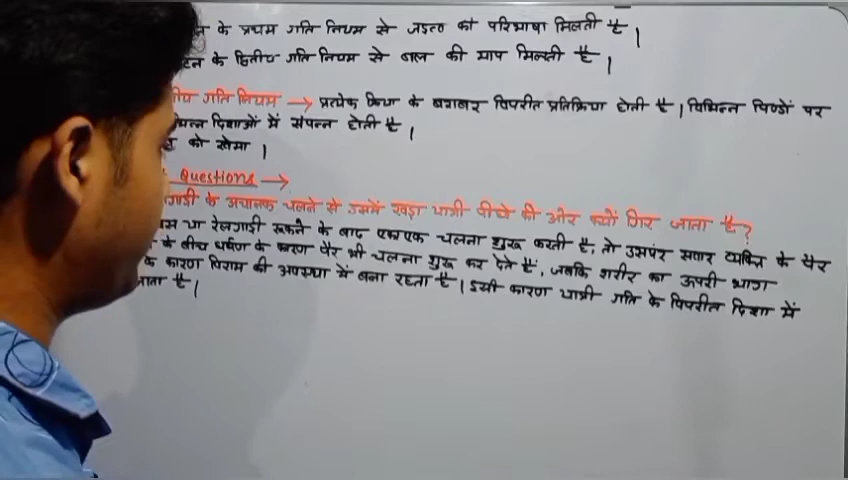 के प्रथम गति नियम से जड़त्व की परिभाषा मिलती है |
टन के द्वितीय गति नियम से बल की माप मिलती है |
तीय गति नियम → प्रत्येक क्रिया के बराबर विपरीत प्रतिक्रिया होती है | विभिन्न पिण्डों पर
भिन्न दिशाओं में संपन्न होती है |
को खेमा |
Questions →
गाडी के अचानक चलने से उसमें खड़ा यात्री पीछे की ओर क्यों गिर जाता है ?
बस या रेलगाड़ी रूकने के बाद एकाएक चलना शुरू करती है, तो उसपर सवार व्यक्ति के पैर
के बीच घर्षण के कारण पैर भी चलना शुरू कर देते हैं, जबकि शरीर का ऊपरी भाग
के कारण विराम की अवस्था में बना रहता है | इसी कारण यात्री गति के विपरीत दिशा में
जाता है |